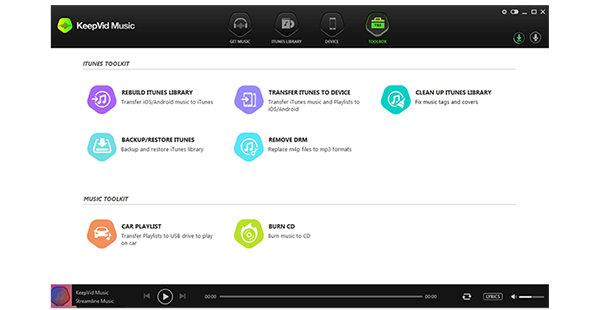 KeepVid Music
GET MUSIC
ITUNES LIBRARY
DEVICE
TOOLBOX
ITUNES TOOLKIT
REBUILD ITUNES LIBRARY
Transfer iOS/Android music to iTunes
TRANSFER ITUNES TO DEVICE
Transfer iTunes music and Playlists to
iOS/Android
CLEAN UP ITUNES LIBRARY
Fix music tags and covers
BACKUP/RESTORE ITUNES
Backup and restore iTunes library
REMOVE DRM
Replace m4p files to mp3 formats
MUSIC TOOLKIT
CAR PLAYLIST
Transfer Playlists to USB drive to play
on car
BURN CD
Burn music to CD
KeepVid Music
Streamline Music
00:00
00:00
LYRICS